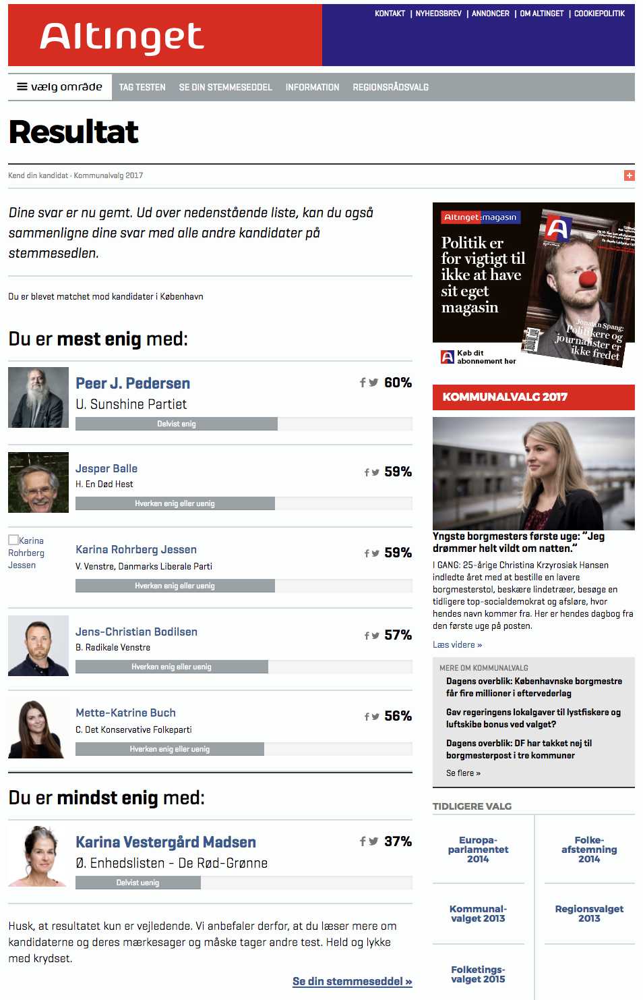 Altinget
KONTAKT | NYHEDSBREV | ANNONCER | OM ALTINGET | COOKIEPOLITIK
vælg område
TAG TESTEN
SE DIN STEMMESEDDEL
INFORMATION
REGIONSRÅDSVALG
Resultat
Kend din kandidat · Kommunalvalg 2017
Dine svar er nu gemt. Ud over nedenstående liste, kan du også
sammenligne dine svar med alle andre kandidater på
stemmesedlen.
Du er blevet matchet mod kandidater i København
Du er mest enig med:
Peer J. Pedersen
60%
U. Sunshine Partiet
Delvist enig
Jesper Balle
59%
H. En Død Hest
Hverken enig eller uenig
Karina
Rohrberg
Jessen
Karina Rohrberg Jessen
59%
V. Venstre, Danmarks Liberale Parti
Hverken enig eller uenig
Jens-Christian Bødilsen
57%
B. Radikale Venstre
Hverken enig eller uenig
Mette-Katrine Buch
56%
C. Det Konservative Folkeparti
Hverken enig eller uenig
Du er mindst enig med:
Karina Vestergård Madsen
37%
Ø. Enhedslisten - De Rød-Grønne
Delvist uenig
Husk, at resultatet kun er vejledende. Vi anbefaler derfor, at du læser mere om
kandidaterne og deres mærkesager og måske tager andre test. Held og lykke
med krydset.
Se din stemmeseddel »
Altinget:magasin
Politik er
for vigtigt til
ikke at have
sit eget
magasin
A
Jonatan Spang:
Politikere og
journalister er
ikke fredet
A
Køb dit
abonnement her
KOMMUNALVALG 2017
Yngste borgmesters første uge: "Jeg
drømmer helt vildt om natten."
I GANG: 25-årige Christina Krzyrosiak Hansen
indledte året med at bestille en lavere
borgmesterstol, beskære lindetræer, besøge en
tidligere top-socialdemokrat og afsløre, hvor
hendes navn kommer fra. Her er hendes dagbog fra
den første uge på posten.
Læs videre »
MERE OM KOMMUNALVALG
Dagens overblik: Københavnske borgmestre
får fire millioner i eftervederlag
Gav regeringens lokalgaver til lystfiskere og
luftskibe bonus ved valget?
Dagens overblik: DF har takket nej til
borgmesterpost i tre kommuner
Se flere »
TIDLIGERE VALG
Europa-
parlamentet
2014
Folke-
afstemning
2014
Kommunal-
valget 2013
Regionsvalget
2013
Folketings-
valget 2015